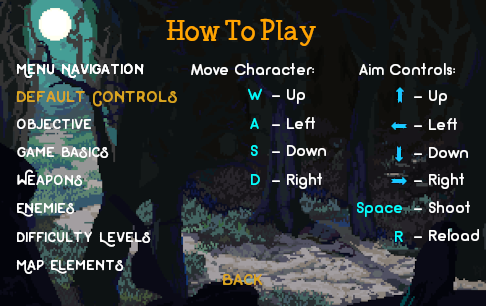 How To Play
MENU NAVIGATION
DEFAULT CONTROLS
OBJECTIVE
GAME BASICS
WEAPONS
ENEMIES
DIFFICULTY LEVELS
MAP ELEMENTS
Move Character:
W – Up
A – Left
S – Down
D – Right
Aim Controls:
↑ – Up
← – Left
↓ – Down
→ – Right
Space – Shoot
R – Reload
BACK